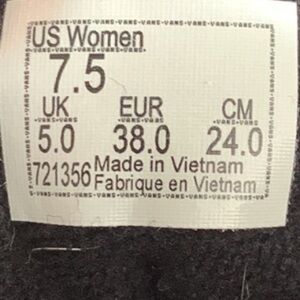 US Women
7.5
UK EUR CM
5.0 38.0 24.0
721356 Made in Vietnam
Fabrique en Vietnam